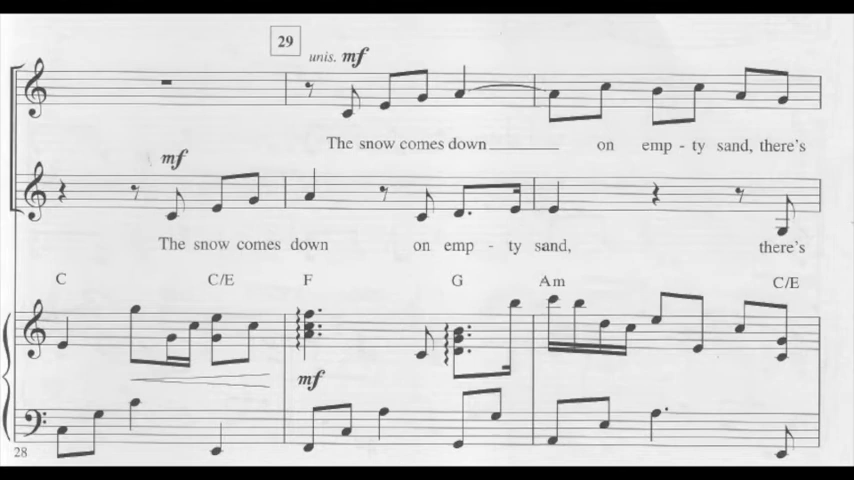 29
unis. mf
The snow comes down on emp - ty sand, there's
mf
The snow comes down on emp - ty sand, there's
C C/E F G Am C/E
mf
28